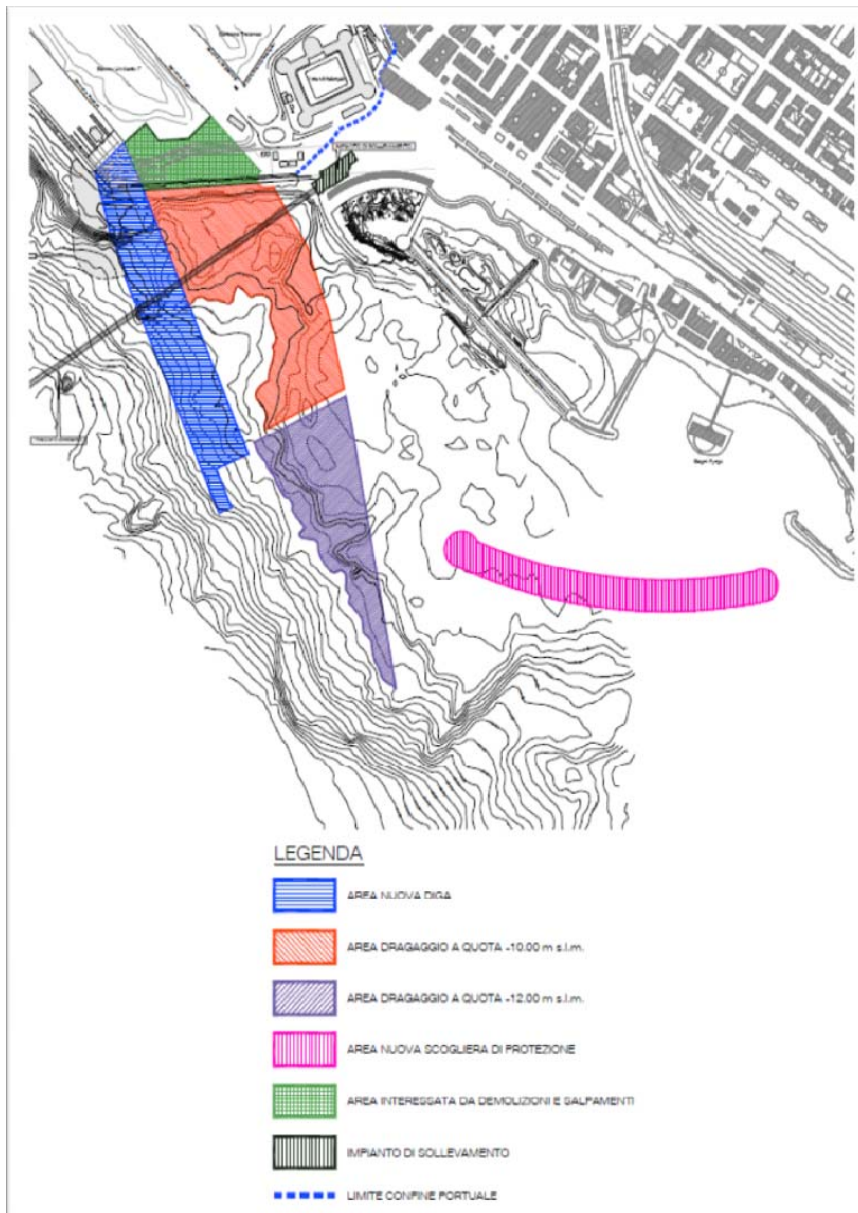 LEGENDA
AREA NUOVA DIGA
AREA DRAGAGGIO A QUOTA -10.00 m s.l.m.
AREA DRAGAGGIO A QUOTA -12.00 m s.l.m.
AREA NUOVA SCOGLIERA DI PROTEZIONE
AREA INTERESSATA DA DEMOLIZIONI E SALPAMENTI
IMPIANTO DI SOLLEVAMENTO
LIMITE CONFINE PORTUALE